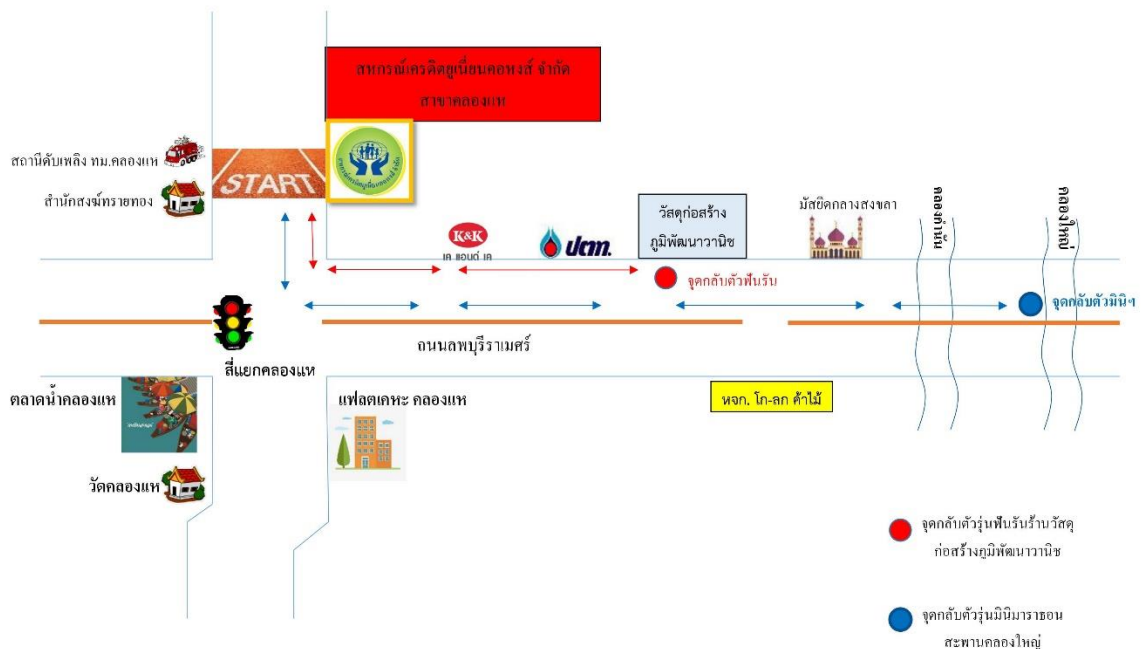 สหกรณ์เครดิตยูเนี่ยนคอหงส์ จำกัด
สาขาคลองแห
สถานีดับเพลิง ทม.คลองแห
สำนักสงฆ์ทรายทอง
START
K&K
เค แอนด์ เค
ปตท.
วัสดุก่อสร้าง
ภูมิพัฒนาวานิช
มัสยิดกลางสงขลา
คลองกำนัน
คลองใหญ่
จุดกลับตัวฟันรัน
จุดกลับตัวมินิฯ
ถนนลพบุรีราเมศร์
สี่แยกคลองแห
ตลาดน้ำคลองแห
แฟลตเคหะ คลองแห
หจก. โก-ลก ค้าไม้
วัดคลองแห
จุดกลับตัวรุ่นฟันรันร้านวัสดุ
ก่อสร้างภูมิพัฒนาวานิช
จุดกลับตัวรุ่นมินิมาราธอน
สะพานคลองใหญ่